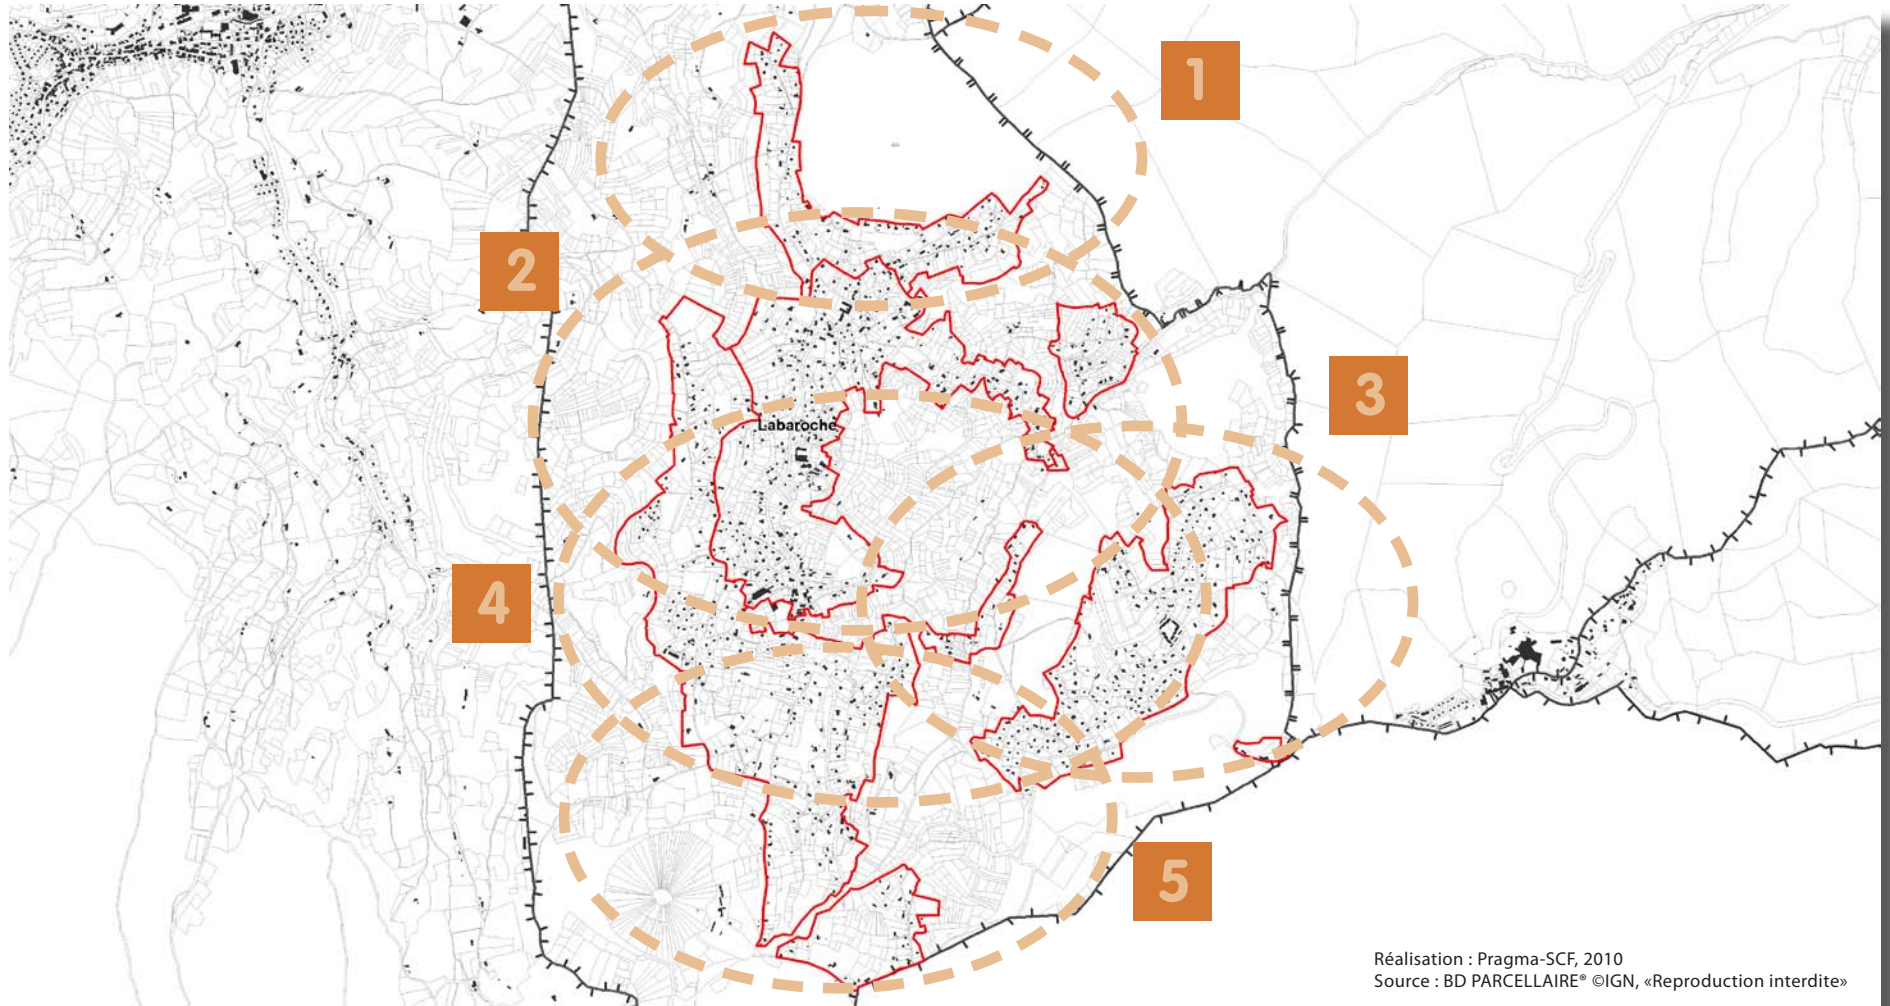 1
2
3
Labaroche
4
5
Réalisation : Pragma-SCF, 2010
Source : BD PARCELLAIRE® ©IGN, «Reproduction interdite»